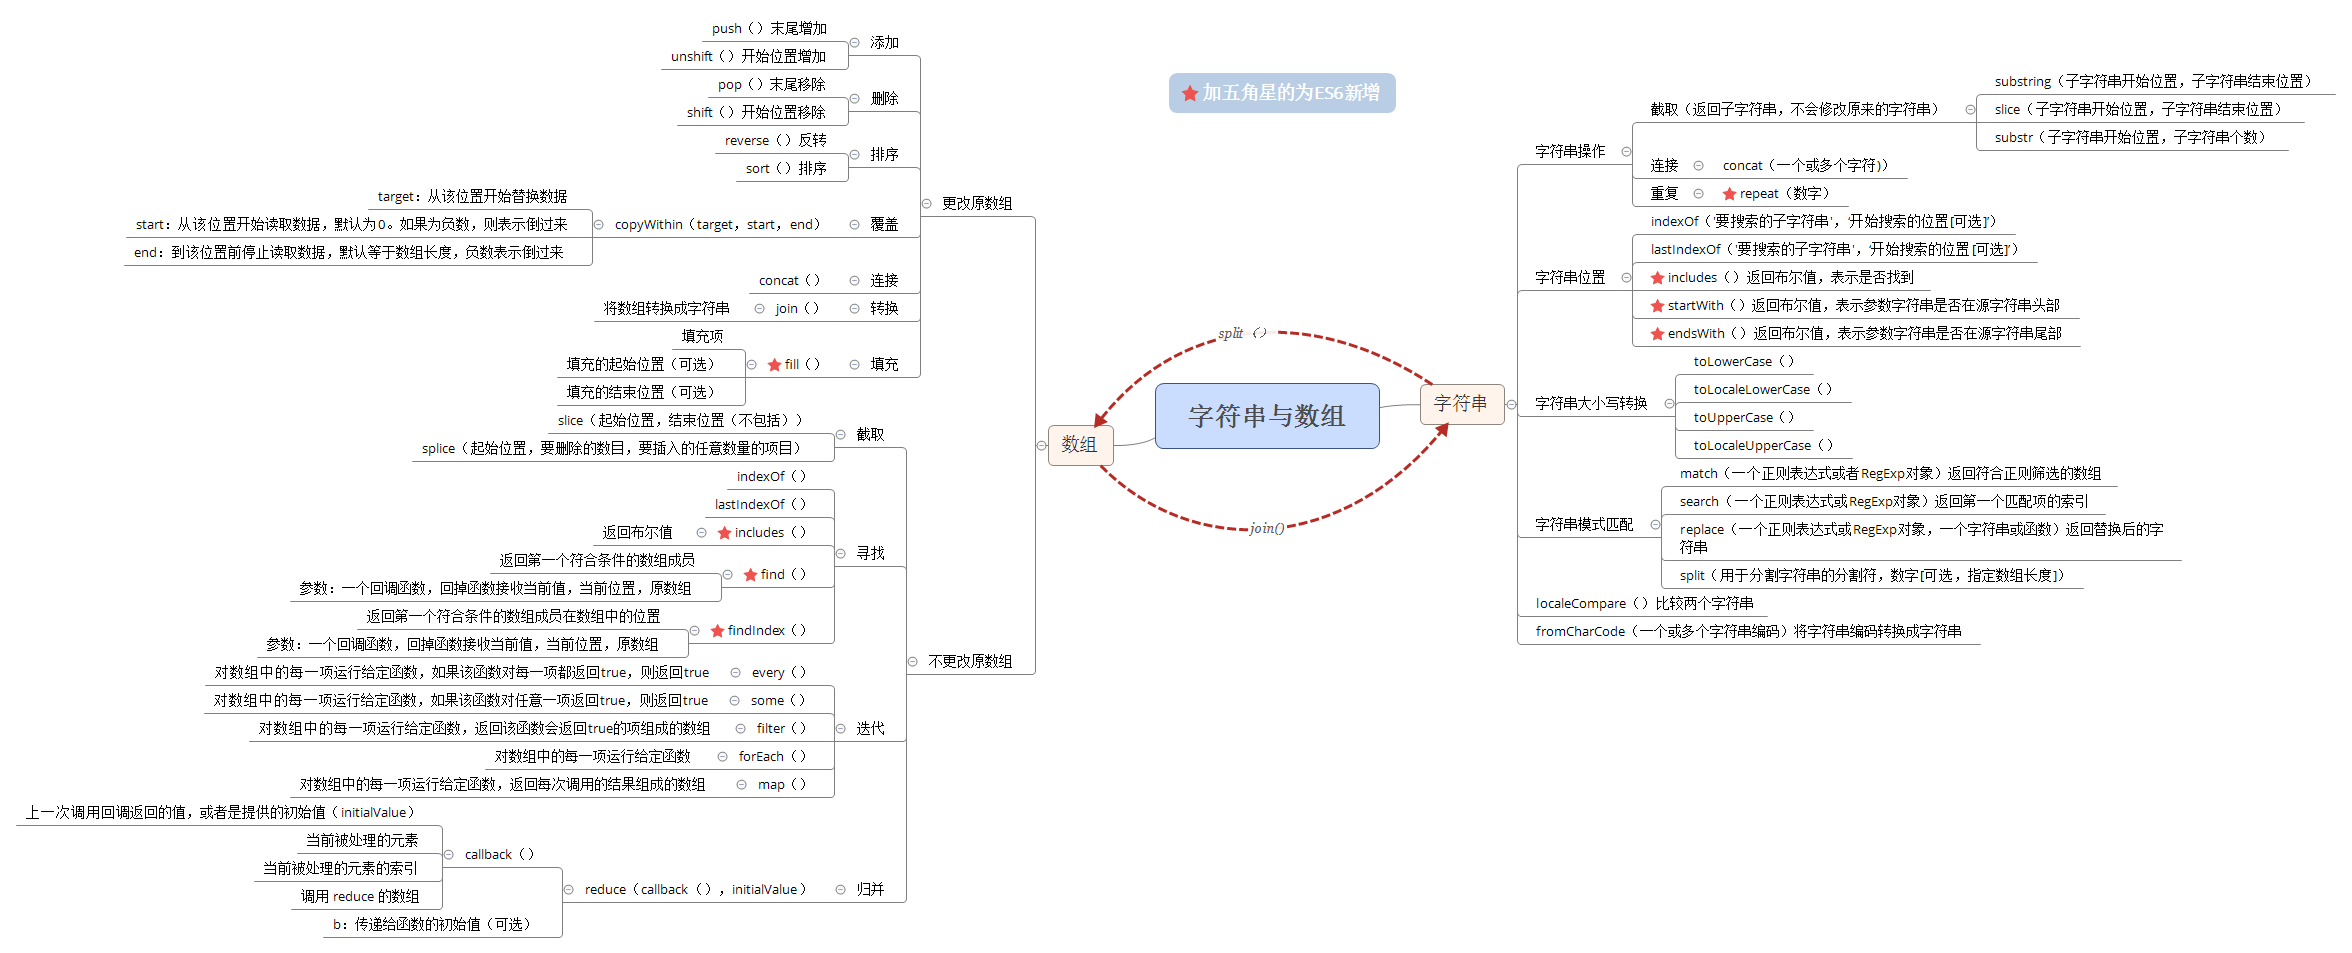 加五角星的为ES6新增
字符串与数组
split （）
join()
数组
更改原数组
添加
push（）末尾增加
unshift（）开始位置增加
删除
pop（）末尾移除
shift（）开始位置移除
排序
reverse（）反转
sort（）排序
覆盖
copyWithin（target，start，end）
target：从该位置开始替换数据
start：从该位置开始读取数据，默认为0。如果为负数，则表示倒过来
end：到该位置前停止读取数据，默认等于数组长度，负数表示倒过来
连接
concat（）
转换
join（）
将数组转换成字符串
填充
fill（）
填充项
填充的起始位置（可选）
填充的结束位置（可选）
不更改原数组
截取
slice（起始位置，结束位置（不包括））
splice（起始位置，要删除的数目，要插入的任意数量的项目）
寻找
indexOf（）
lastIndexOf（）
includes（）
返回布尔值
find（）
返回第一个符合条件的数组成员
参数：一个回调函数，回掉函数接收当前值，当前位置，原数组
findIndex（）
返回第一个符合条件的数组成员在数组中的位置
参数：一个回调函数，回掉函数接收当前值，当前位置，原数组
迭代
every（）
对数组中的每一项运行给定函数，如果该函数对每一项都返回true，则返回true
some（）
对数组中的每一项运行给定函数，如果该函数对任意一项返回true，则返回true
filter（）
对数组中的每一项运行给定函数，返回该函数会返回true的项组成的数组
forEach（）
对数组中的每一项运行给定函数
map（）
对数组中的每一项运行给定函数，返回每次调用的结果组成的数组
归并
reduce（callback（），initialValue）
callback（）
上一次调用回调返回的值，或者是提供的初始值（initialValue）
当前被处理的元素
当前被处理的元素的索引
调用 reduce 的数组
b：传递给函数的初始值（可选）
字符串
字符串操作
截取（返回子字符串，不会修改原来的字符串）
substring（子字符串开始位置，子字符串结束位置）
slice（子字符串开始位置，子字符串结束位置）
substr（子字符串开始位置，子字符串个数）
连接
concat（一个或多个字符)）
重复
repeat（数字）
字符串位置
indexOf（'要搜索的子字符串'，‘开始搜索的位置[可选]’）
lastIndexOf（'要搜索的子字符串'，‘开始搜索的位置[可选]’）
includes（）返回布尔值，表示是否找到
startWith（）返回布尔值，表示参数字符串是否在源字符串头部
endsWith（）返回布尔值，表示参数字符串是否在源字符串尾部
字符串大小写转换
toLowerCase（）
toLocaleLowerCase（）
toUpperCase（）
toLocaleUpperCase（）
字符串模式匹配
match（一个正则表达式或者RegExp对象）返回符合正则筛选的数组
search（一个正则表达式或RegExp对象）返回第一个匹配项的索引
replace（一个正则表达式或RegExp对象，一个字符串或函数）返回替换后的字
符串
split（用于分割字符串的分割符，数字[可选，指定数组长度]）
localeCompare（）比较两个字符串
fromCharCode（一个或多个字符串编码）将字符串编码转换成字符串